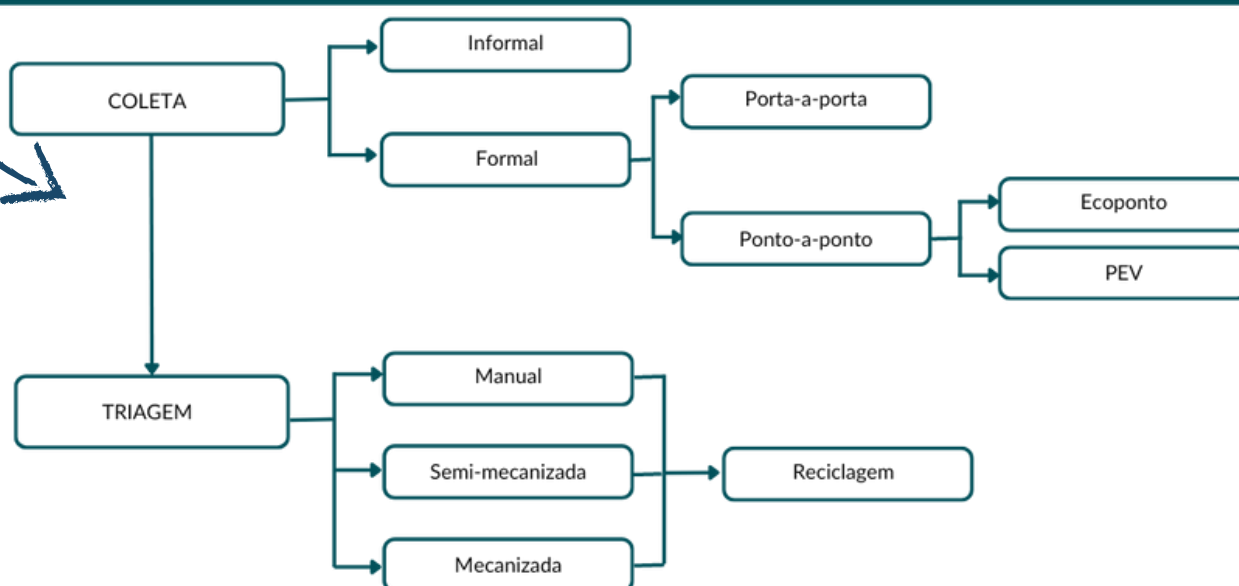 Informal
COLETA
Porta-a-porta
Formal
Ecoponto
Ponto-a-ponto
PEV
Manual
TRIAGEM
Semi-mecanizada
Reciclagem
Mecanizada